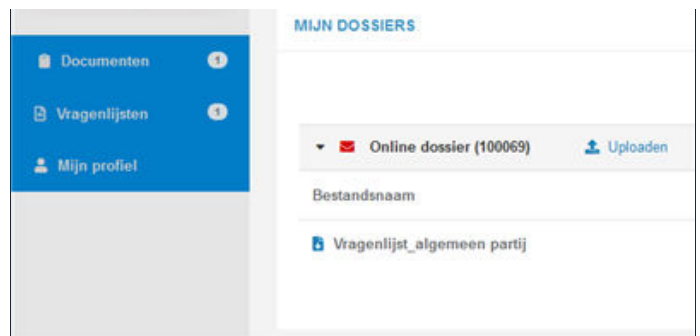 MIJN DOSSIERS
Documenten 1
Vragenlijsten 1
Mijn profiel
Online dossier (100069) Uploaden
Bestandsnaam
Vragenlijst_algemeen partij